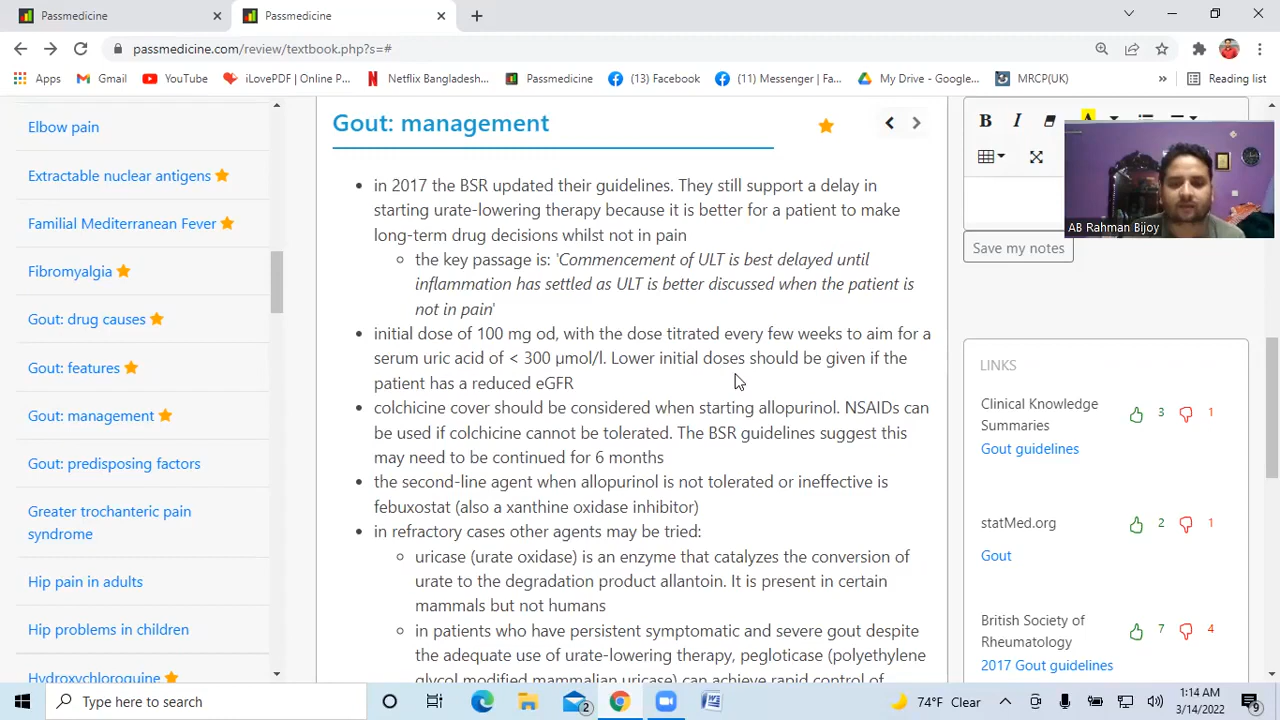 Passmedicine
Passmedicine
passmedicine.com/review/textbook.php?s=#
Apps
Gmail
YouTube
iLovePDF | Online P...
Netflix Bangladesh...
Passmedicine
(13) Facebook
(11) Messenger | Fa...
My Drive - Google...
MRCP(UK)
»
Reading list
Elbow pain
Extractable nuclear antigens
Familial Mediterranean Fever
Fibromyalgia
Gout: drug causes
Gout: features
Gout: management
Gout: predisposing factors
Greater trochanteric pain
syndrome
Hip pain in adults
Hip problems in children
Hydroxychloroquine
Gout: management
• in 2017 the BSR updated their guidelines. They still support a delay in
starting urate-lowering therapy because it is better for a patient to make
long-term drug decisions whilst not in pain
◦ the key passage is: 'Commencement of ULT is best delayed until
inflammation has settled as ULT is better discussed when the patient is
not in pain'
• initial dose of 100 mg od, with the dose titrated every few weeks to aim for a
serum uric acid of < 300 µmol/l. Lower initial doses should be given if the
patient has a reduced eGFR
• colchicine cover should be considered when starting allopurinol. NSAIDs can
be used if colchicine cannot be tolerated. The BSR guidelines suggest this
may need to be continued for 6 months
• the second-line agent when allopurinol is not tolerated or ineffective is
febuxostat (also a xanthine oxidase inhibitor)
• in refractory cases other agents may be tried:
◦ uricase (urate oxidase) is an enzyme that catalyzes the conversion of
urate to the degradation product allantoin. It is present in certain
mammals but not humans
◦ in patients who have persistent symptomatic and severe gout despite
the adequate use of urate-lowering therapy, pegloticase (polyethylene
glycol modified mammalian uricase) can achieve rapid control of
B I A
AB Rahman Bijoy
Save my notes
LINKS
Clinical Knowledge
Summaries
3 1
Gout guidelines
statMed.org
2 1
Gout
British Society of
Rheumatology
7 4
2017 Gout guidelines
Type here to search
2
W
74°F Clear
1:14 AM
3/14/2022
9